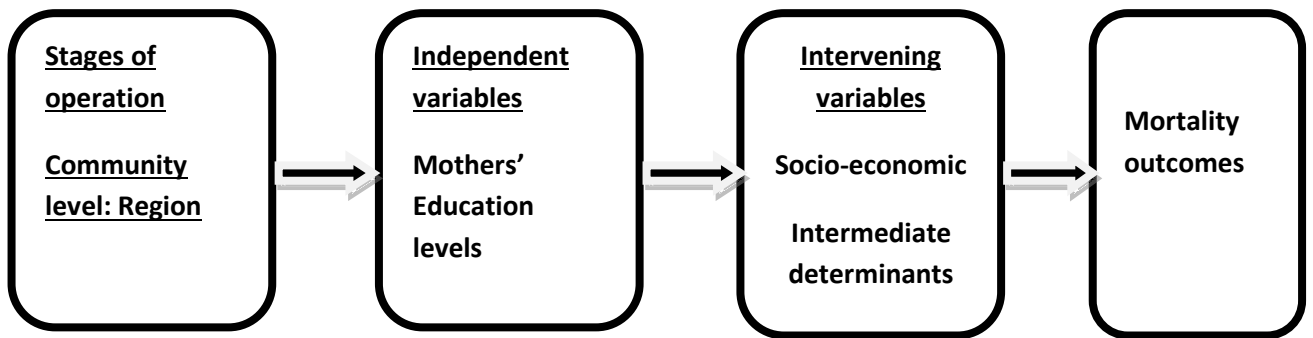 Stages of
operation
Community
level: Region
Independent
variables
Mothers’
Education
levels
Intervening
variables
Socio-economic
Intermediate
determinants
Mortality
outcomes